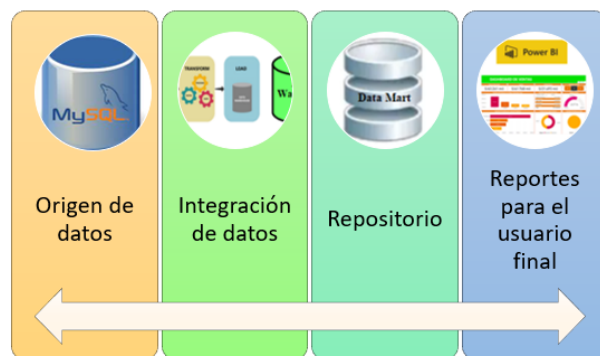 MySQL
Origen de
datos
TRANSFORM
LOAD
Integración
de datos
Data Mart
Repositorio
Power BI
Reportes
para el
usuario
final